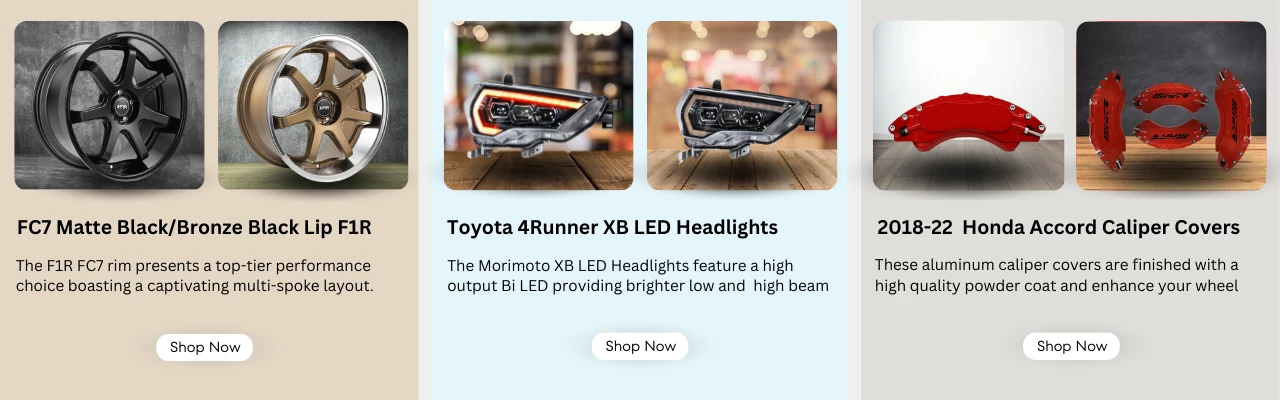 FC7 Matte Black/Bronze Black Lip F1R
The F1R FC7 rim presents a top-tier performance
choice boasting a captivating multi-spoke layout.
Shop Now
Toyota 4Runner XB LED Headlights
The Morimoto XB LED Headlights feature a high
output Bi LED providing brighter low and  high beam
Shop Now
2018-22  Honda Accord Caliper Covers
These aluminum caliper covers are finished with a
high quality powder coat and enhance your wheel
Shop Now